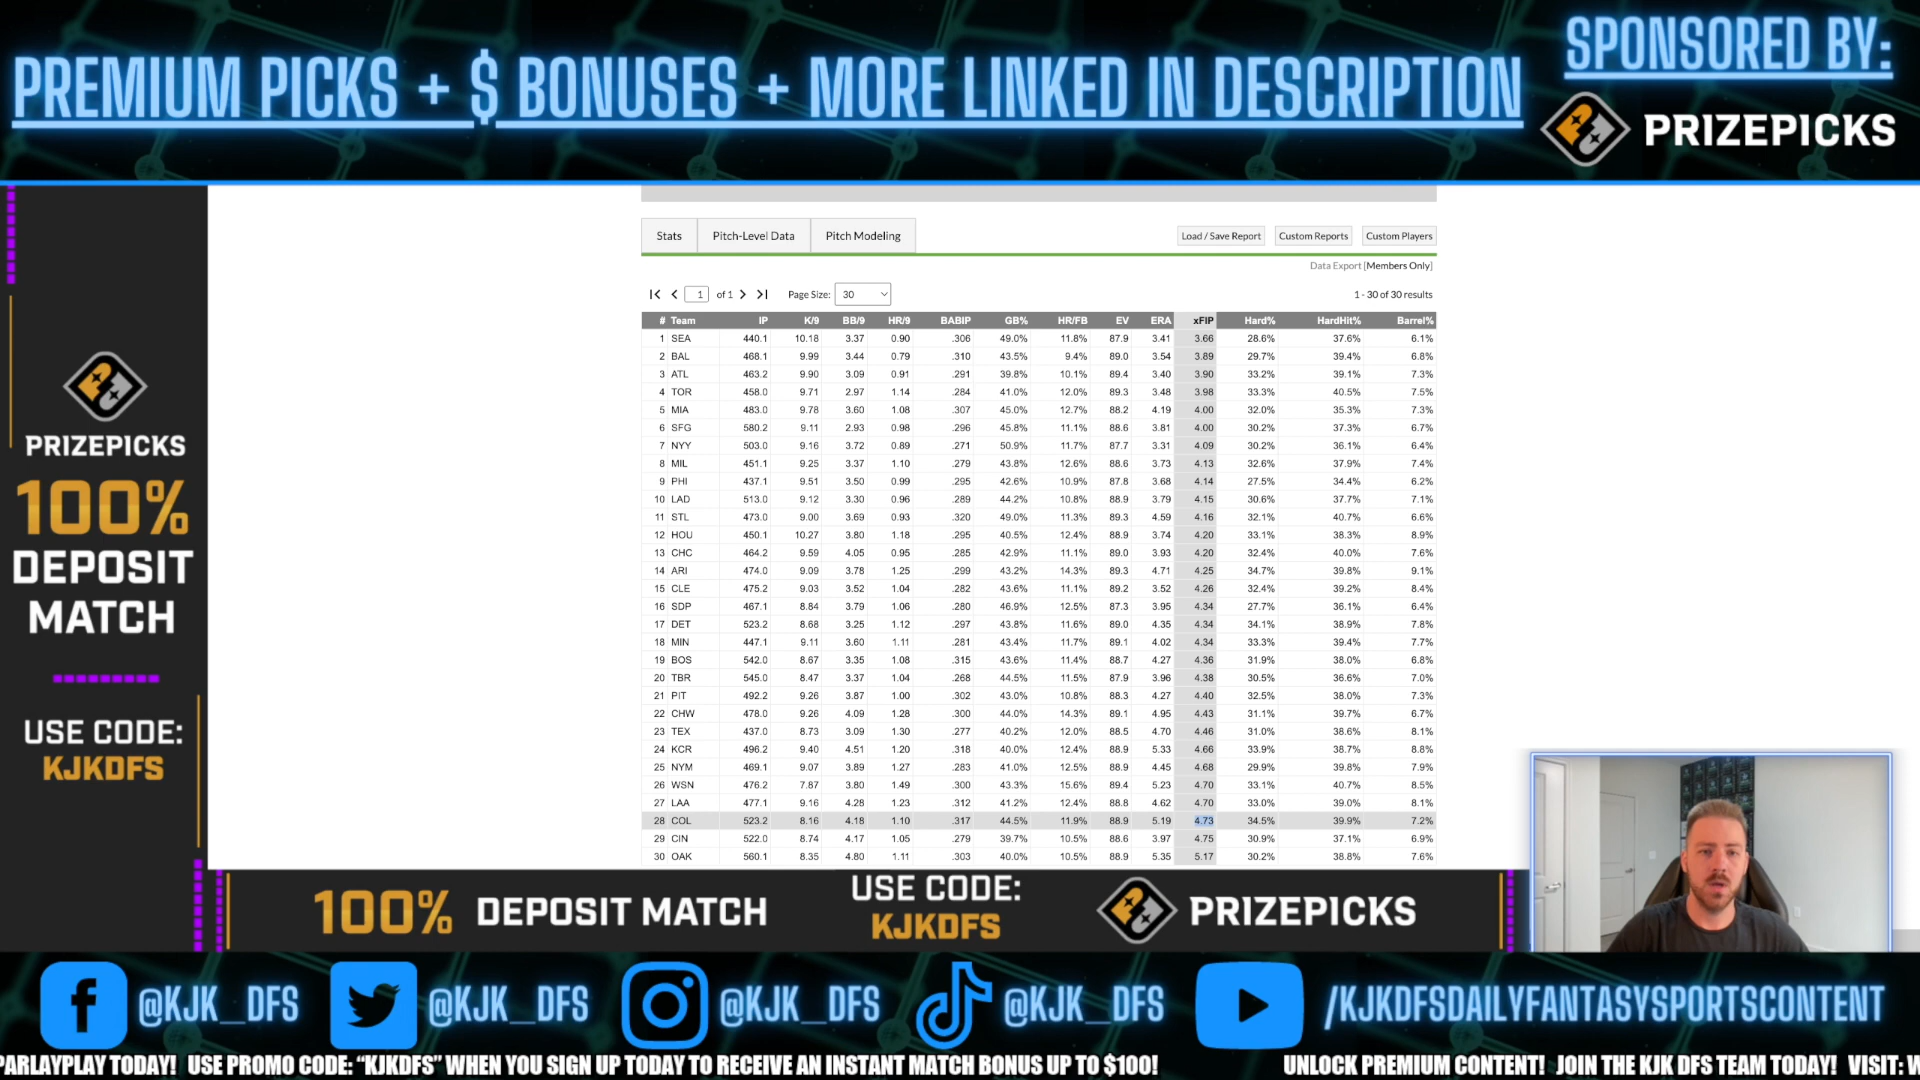 PREMIUM PICKS + $ BONUSES + MORE LINKED IN DESCRIPTION
SPONSORED BY:
PRIZEPICKS
Stats Pitch-Level Data Pitch Modeling
Load / Save Report Custom Reports Custom Players
Data Export [Members Only]
1 of 1 Page Size: 30
1 - 30 of 30 results
# Team IP K/9 BB/9 HR/9 BABIP GB% HR/FB EV ERA xFIP Hard% HardHit% Barrel%
1 SEA 440.1 10.18 3.37 0.90 .306 49.0% 11.8% 87.9 3.41 3.66 28.6% 37.6% 6.1%
2 BAL 468.1 9.99 3.44 0.79 .310 43.5% 9.4% 89.0 3.54 3.89 29.7% 39.4% 6.8%
3 ATL 463.2 9.90 3.09 0.91 .291 39.8% 10.1% 89.4 3.40 3.90 33.2% 39.1% 7.3%
4 TOR 458.0 9.71 2.97 1.14 .284 41.0% 12.0% 89.3 3.48 3.98 33.3% 40.5% 7.5%
5 MIA 483.0 9.78 3.60 1.08 .307 45.0% 12.7% 88.2 4.19 4.00 32.0% 35.3% 7.3%
6 SFG 580.2 9.11 2.93 0.98 .296 45.8% 11.1% 88.6 3.81 4.00 30.2% 37.3% 6.7%
7 NYY 503.0 9.16 3.72 0.89 .271 50.9% 11.7% 87.7 3.31 4.09 30.2% 36.1% 6.4%
8 MIL 451.1 9.25 3.37 1.10 .279 43.8% 12.6% 88.6 3.73 4.13 32.6% 37.9% 7.4%
9 PHI 437.1 9.51 3.50 0.99 .295 42.6% 10.9% 87.8 3.68 4.14 27.5% 34.4% 6.2%
10 LAD 513.0 9.12 3.30 0.96 .289 44.2% 10.8% 88.9 3.79 4.15 30.6% 37.7% 7.1%
11 STL 473.0 9.00 3.69 0.93 .320 49.0% 11.3% 89.3 4.59 4.16 32.1% 40.7% 6.6%
12 HOU 450.1 10.27 3.80 1.18 .295 40.5% 12.4% 88.9 3.74 4.20 33.1% 38.3% 8.9%
13 CHC 464.2 9.59 4.05 0.95 .285 42.9% 11.1% 89.0 3.93 4.20 32.4% 40.0% 7.6%
14 ARI 474.0 9.09 3.78 1.25 .299 43.2% 14.3% 89.3 4.71 4.25 34.7% 39.8% 9.1%
15 CLE 475.2 9.03 3.52 1.04 .282 43.6% 11.1% 89.2 3.52 4.26 32.4% 39.2% 8.4%
16 SDP 467.1 8.84 3.79 1.06 .280 46.9% 12.5% 87.3 3.95 4.34 27.7% 36.1% 6.4%
17 DET 523.2 8.68 3.25 1.12 .297 43.8% 11.6% 89.0 4.35 4.34 34.1% 38.9% 7.8%
18 MIN 447.1 9.11 3.60 1.11 .281 43.4% 11.7% 89.1 4.02 4.34 33.3% 39.4% 7.7%
19 BOS 542.0 8.67 3.35 1.08 .315 43.6% 11.4% 88.7 4.27 4.36 31.9% 38.0% 6.8%
20 TBR 545.0 8.47 3.37 1.04 .268 44.5% 11.5% 87.9 3.96 4.38 30.5% 36.6% 7.0%
21 PIT 492.2 9.26 3.87 1.00 .302 43.0% 10.8% 88.3 4.27 4.40 32.5% 38.0% 7.3%
22 CHW 478.0 9.26 4.09 1.28 .300 44.0% 14.3% 89.1 4.95 4.43 31.1% 39.7% 6.7%
23 TEX 437.0 8.73 3.09 1.30 .277 40.2% 12.0% 88.5 4.70 4.46 31.0% 38.6% 8.1%
24 KCR 496.2 9.40 4.51 1.20 .318 40.0% 12.4% 88.9 5.33 4.66 33.9% 38.7% 8.8%
25 NYM 469.1 9.07 3.89 1.27 .283 41.0% 12.5% 88.9 4.45 4.68 29.9% 39.8% 7.9%
26 WSN 476.2 7.87 3.80 1.49 .300 43.3% 15.6% 89.4 5.23 4.70 33.1% 40.7% 8.5%
27 LAA 477.1 9.16 4.28 1.23 .312 41.2% 12.4% 88.8 4.62 4.70 33.0% 39.0% 8.1%
28 COL 523.2 8.16 4.18 1.10 .317 44.5% 11.9% 88.9 5.19 4.73 34.5% 39.9% 7.2%
29 CIN 522.0 8.74 4.17 1.05 .279 39.7% 10.5% 88.6 3.97 4.75 30.9% 37.1% 6.9%
30 OAK 560.1 8.35 4.80 1.11 .303 40.0% 10.5% 88.9 5.35 5.17 30.2% 38.8% 7.6%
PRIZEPICKS
100%
DEPOSIT
MATCH
USE CODE:
KJKDFS
100% DEPOSIT MATCH
USE CODE:
KJKDFS
PRIZEPICKS
@KJK_DFS @KJK_DFS @KJK_DFS @KJK_DFS /KJKDFSDAILYFANTASYSPORTSCONTENT
PARLAYPLAY TODAY! USE PROMO CODE: “KJKDFS” WHEN YOU SIGN UP TODAY TO RECEIVE AN INSTANT MATCH BONUS UP TO $100! UNLOCK PREMIUM CONTENT! JOIN THE KJK DFS TEAM TODAY! VISIT: W